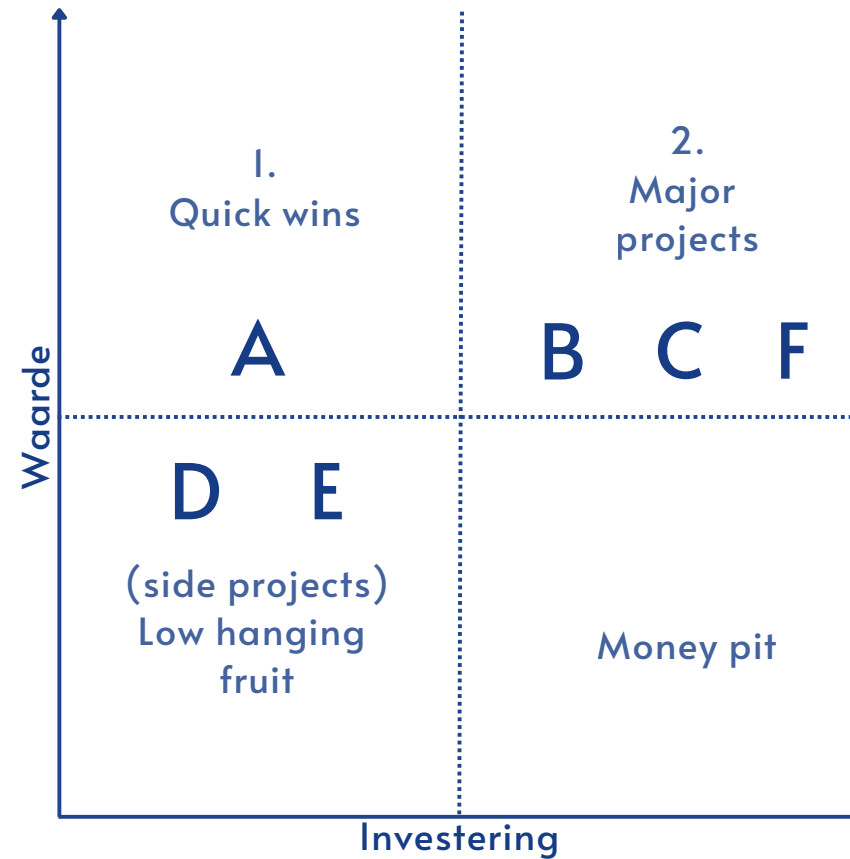 1.
Quick wins
2.
Major
projects
A
B C F
Waarde
D E
(side projects)
Low hanging
fruit
Money pit
Investering